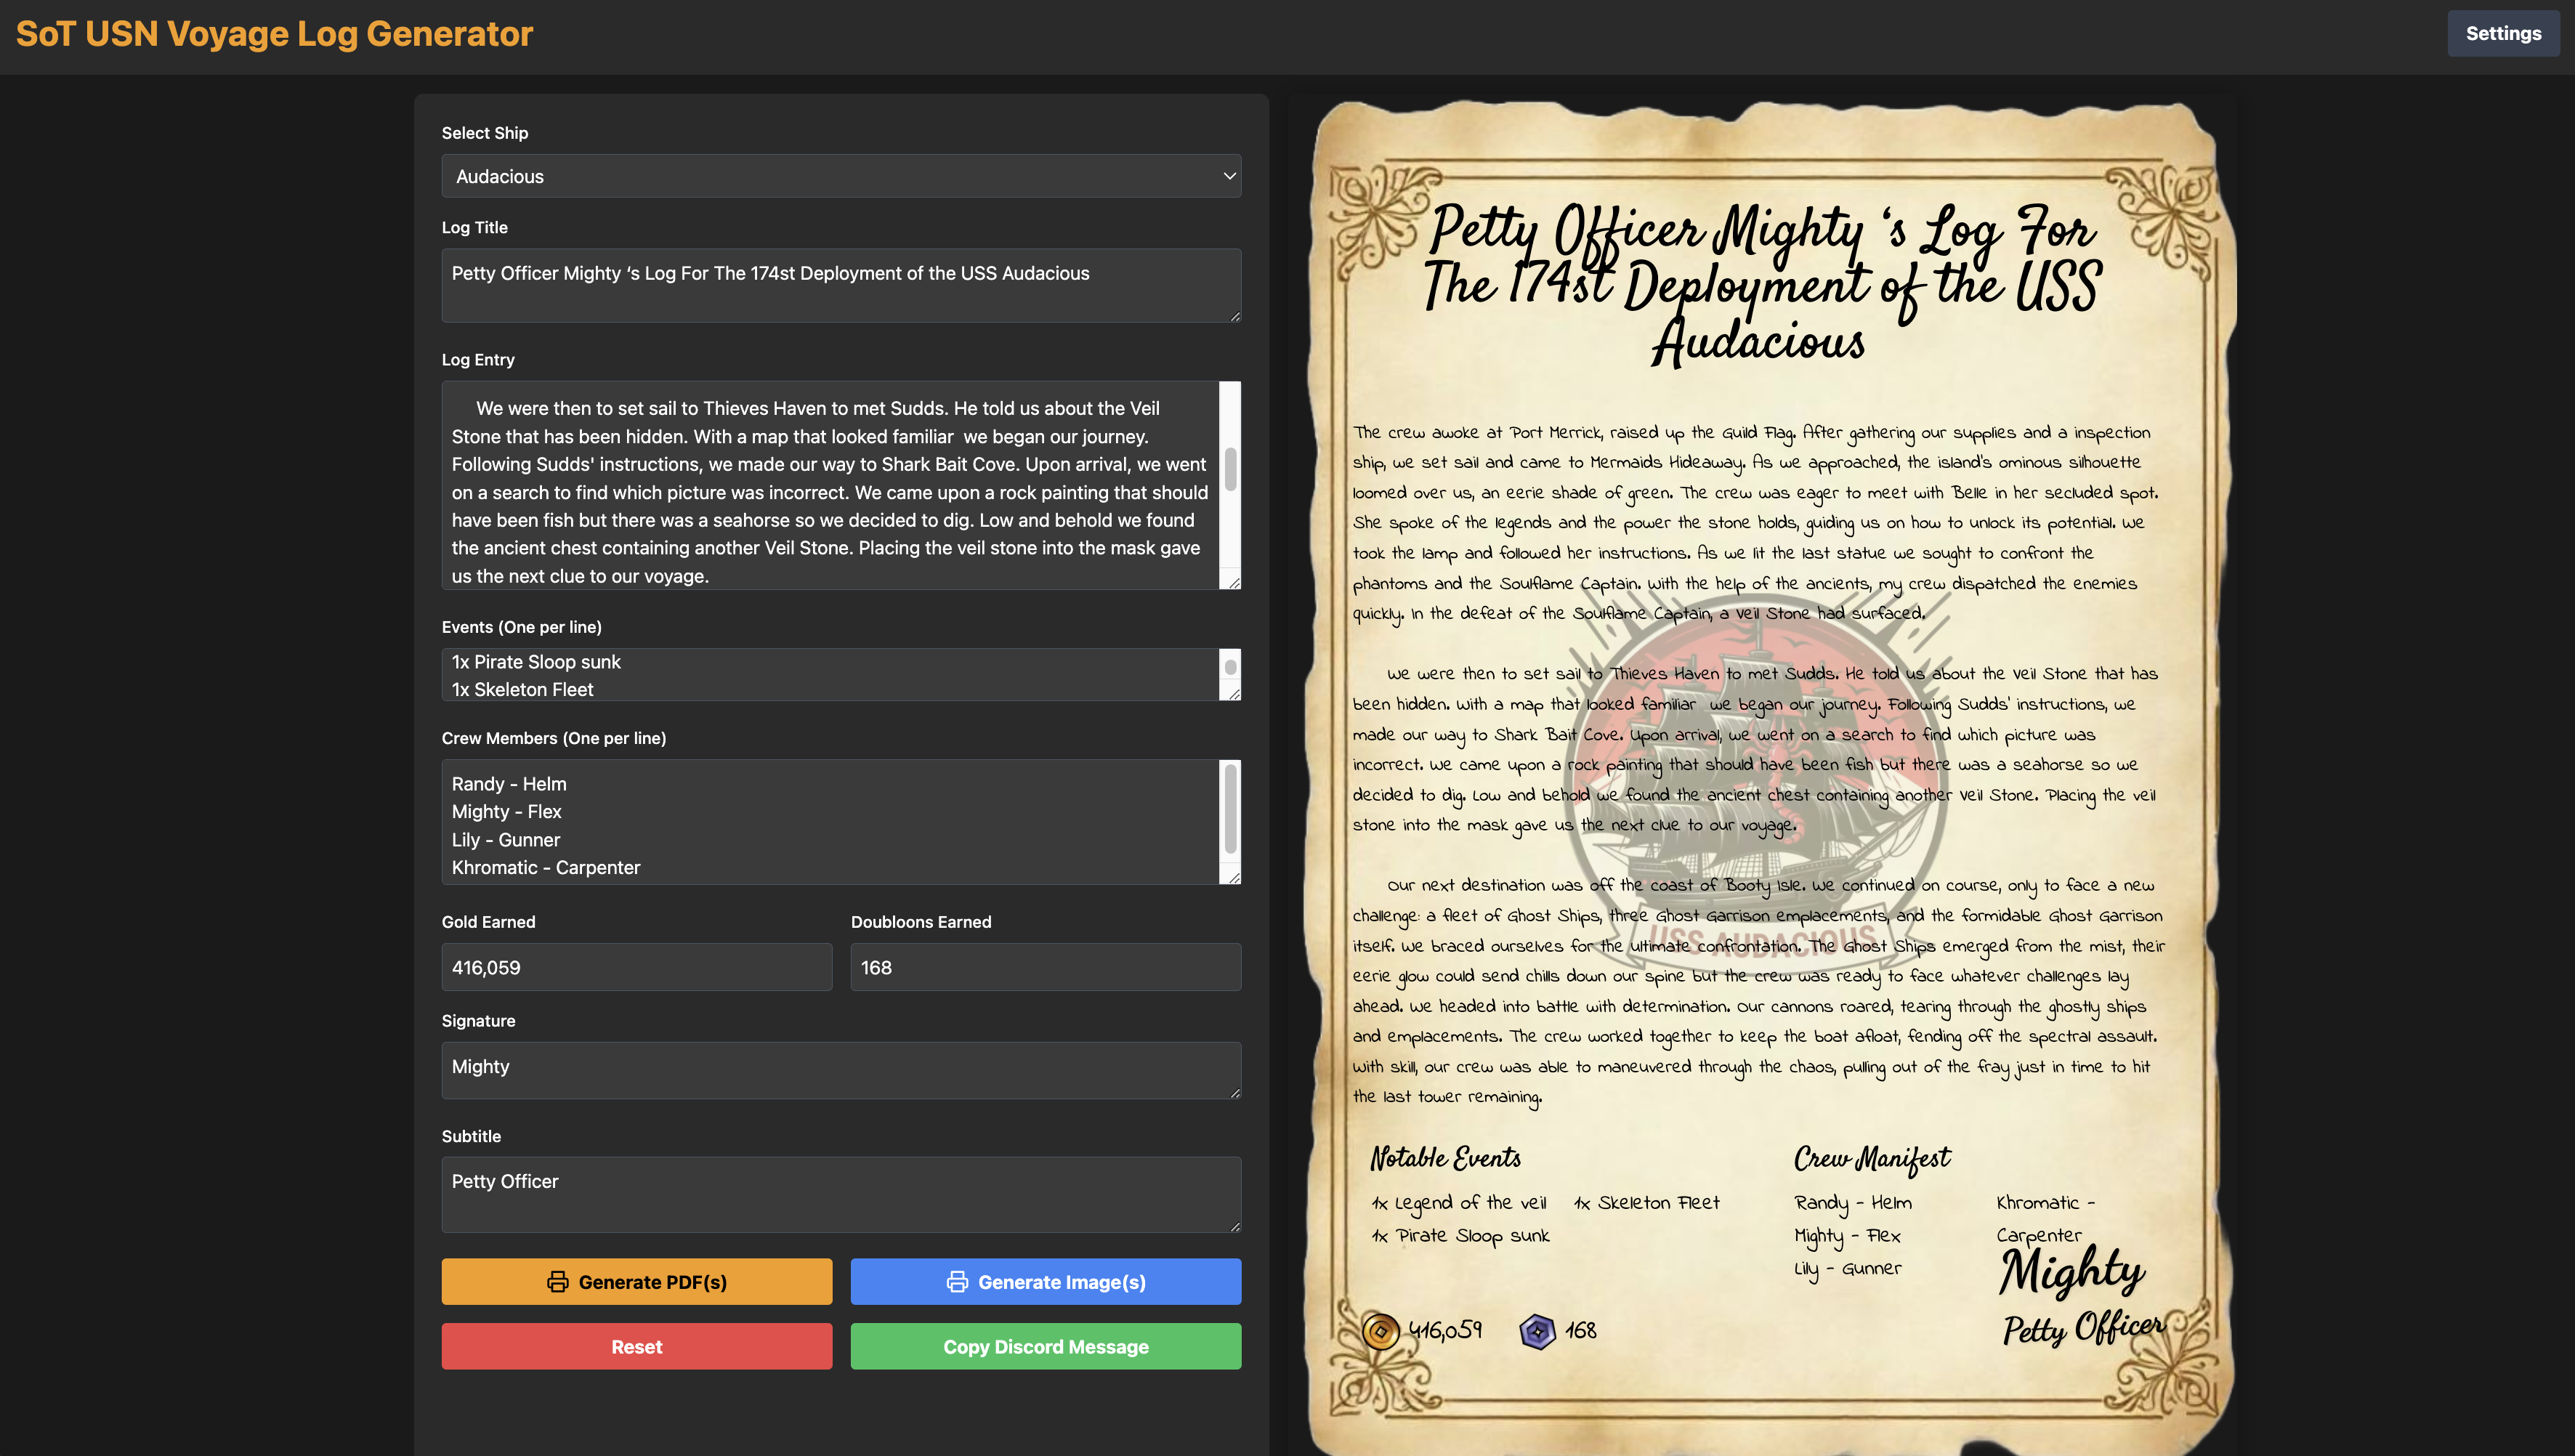 SoT USN Voyage Log Generator
Settings
Select Ship
Audacious
Log Title
Petty Officer Mighty ‘s Log For The 174st Deployment of the USS Audacious
Log Entry
We were then to set sail to Thieves Haven to met Sudds. He told us about the Veil
Stone that has been hidden. With a map that looked familiar  we began our journey.
Following Sudds' instructions, we made our way to Shark Bait Cove. Upon arrival, we went
on a search to find which picture was incorrect. We came upon a rock painting that should
have been fish but there was a seahorse so we decided to dig. Low and behold we found
the ancient chest containing another Veil Stone. Placing the veil stone into the mask gave
us the next clue to our voyage.
Events (One per line)
1x Pirate Sloop sunk
1x Skeleton Fleet
Crew Members (One per line)
Randy - Helm
Mighty - Flex
Lily - Gunner
Khromatic - Carpenter
Gold Earned
Doubloons Earned
416,059
168
Signature
Mighty
Subtitle
Petty Officer
Generate PDF(s)
Generate Image(s)
Reset
Copy Discord Message
Petty Officer Mighty ‘s Log For
The 174st Deployment of the USS
Audacious
The crew awoke at Port Merrick, raised up the Guild Flag. After gathering our supplies and a inspection
ship, we set sail and came to Mermaids Hideaway. As we approached, the island's ominous silhouette
loomed over us, an eerie shade of green. The crew was eager to meet with Belle in her secluded spot.
She spoke of the legends and the power the stone holds, guiding us on how to unlock its potential. We
took the lamp and followed her instructions. As we lit the last statue we sought to confront the
phantoms and the Soulflame Captain. With the help of the ancients, my crew dispatched the enemies
quickly. In the defeat of the Soulflame Captain, a Veil Stone had surfaced.
We were then to set sail to Thieves Haven to met Sudds. He told us about the Veil Stone that has
been hidden. With a map that looked familiar  we began our journey. Following Sudds' instructions, we
made our way to Shark Bait Cove. Upon arrival, we went on a search to find which picture was
incorrect. We came upon a rock painting that should have been fish but there was a seahorse so we
decided to dig. Low and behold we found the ancient chest containing another Veil Stone. Placing the veil
stone into the mask gave us the next clue to our voyage.
Our next destination was off the coast of Booty Isle. We continued on course, only to face a new
challenge: a fleet of Ghost Ships, three Ghost Garrison emplacements, and the formidable Ghost Garrison
itself. We braced ourselves for the ultimate confrontation. The Ghost Ships emerged from the mist, their
eerie glow could send chills down our spine but the crew was ready to face whatever challenges lay
ahead. We headed into battle with determination. Our cannons roared, tearing through the ghostly ships
and emplacements. The crew worked together to keep the boat afloat, fending off the spectral assault.
With skill, our crew was able to maneuvered through the chaos, pulling out of the fray just in time to hit
the last tower remaining.
USS AUDACIOUS
Notable Events
1x Legend of the veil
1x Skeleton Fleet
1x Pirate Sloop sunk
Crew Manifest
Randy - Helm
Mighty - Flex
Lily - Gunner
Khromatic -
Carpenter
416,059
168
Mighty
Petty Officer